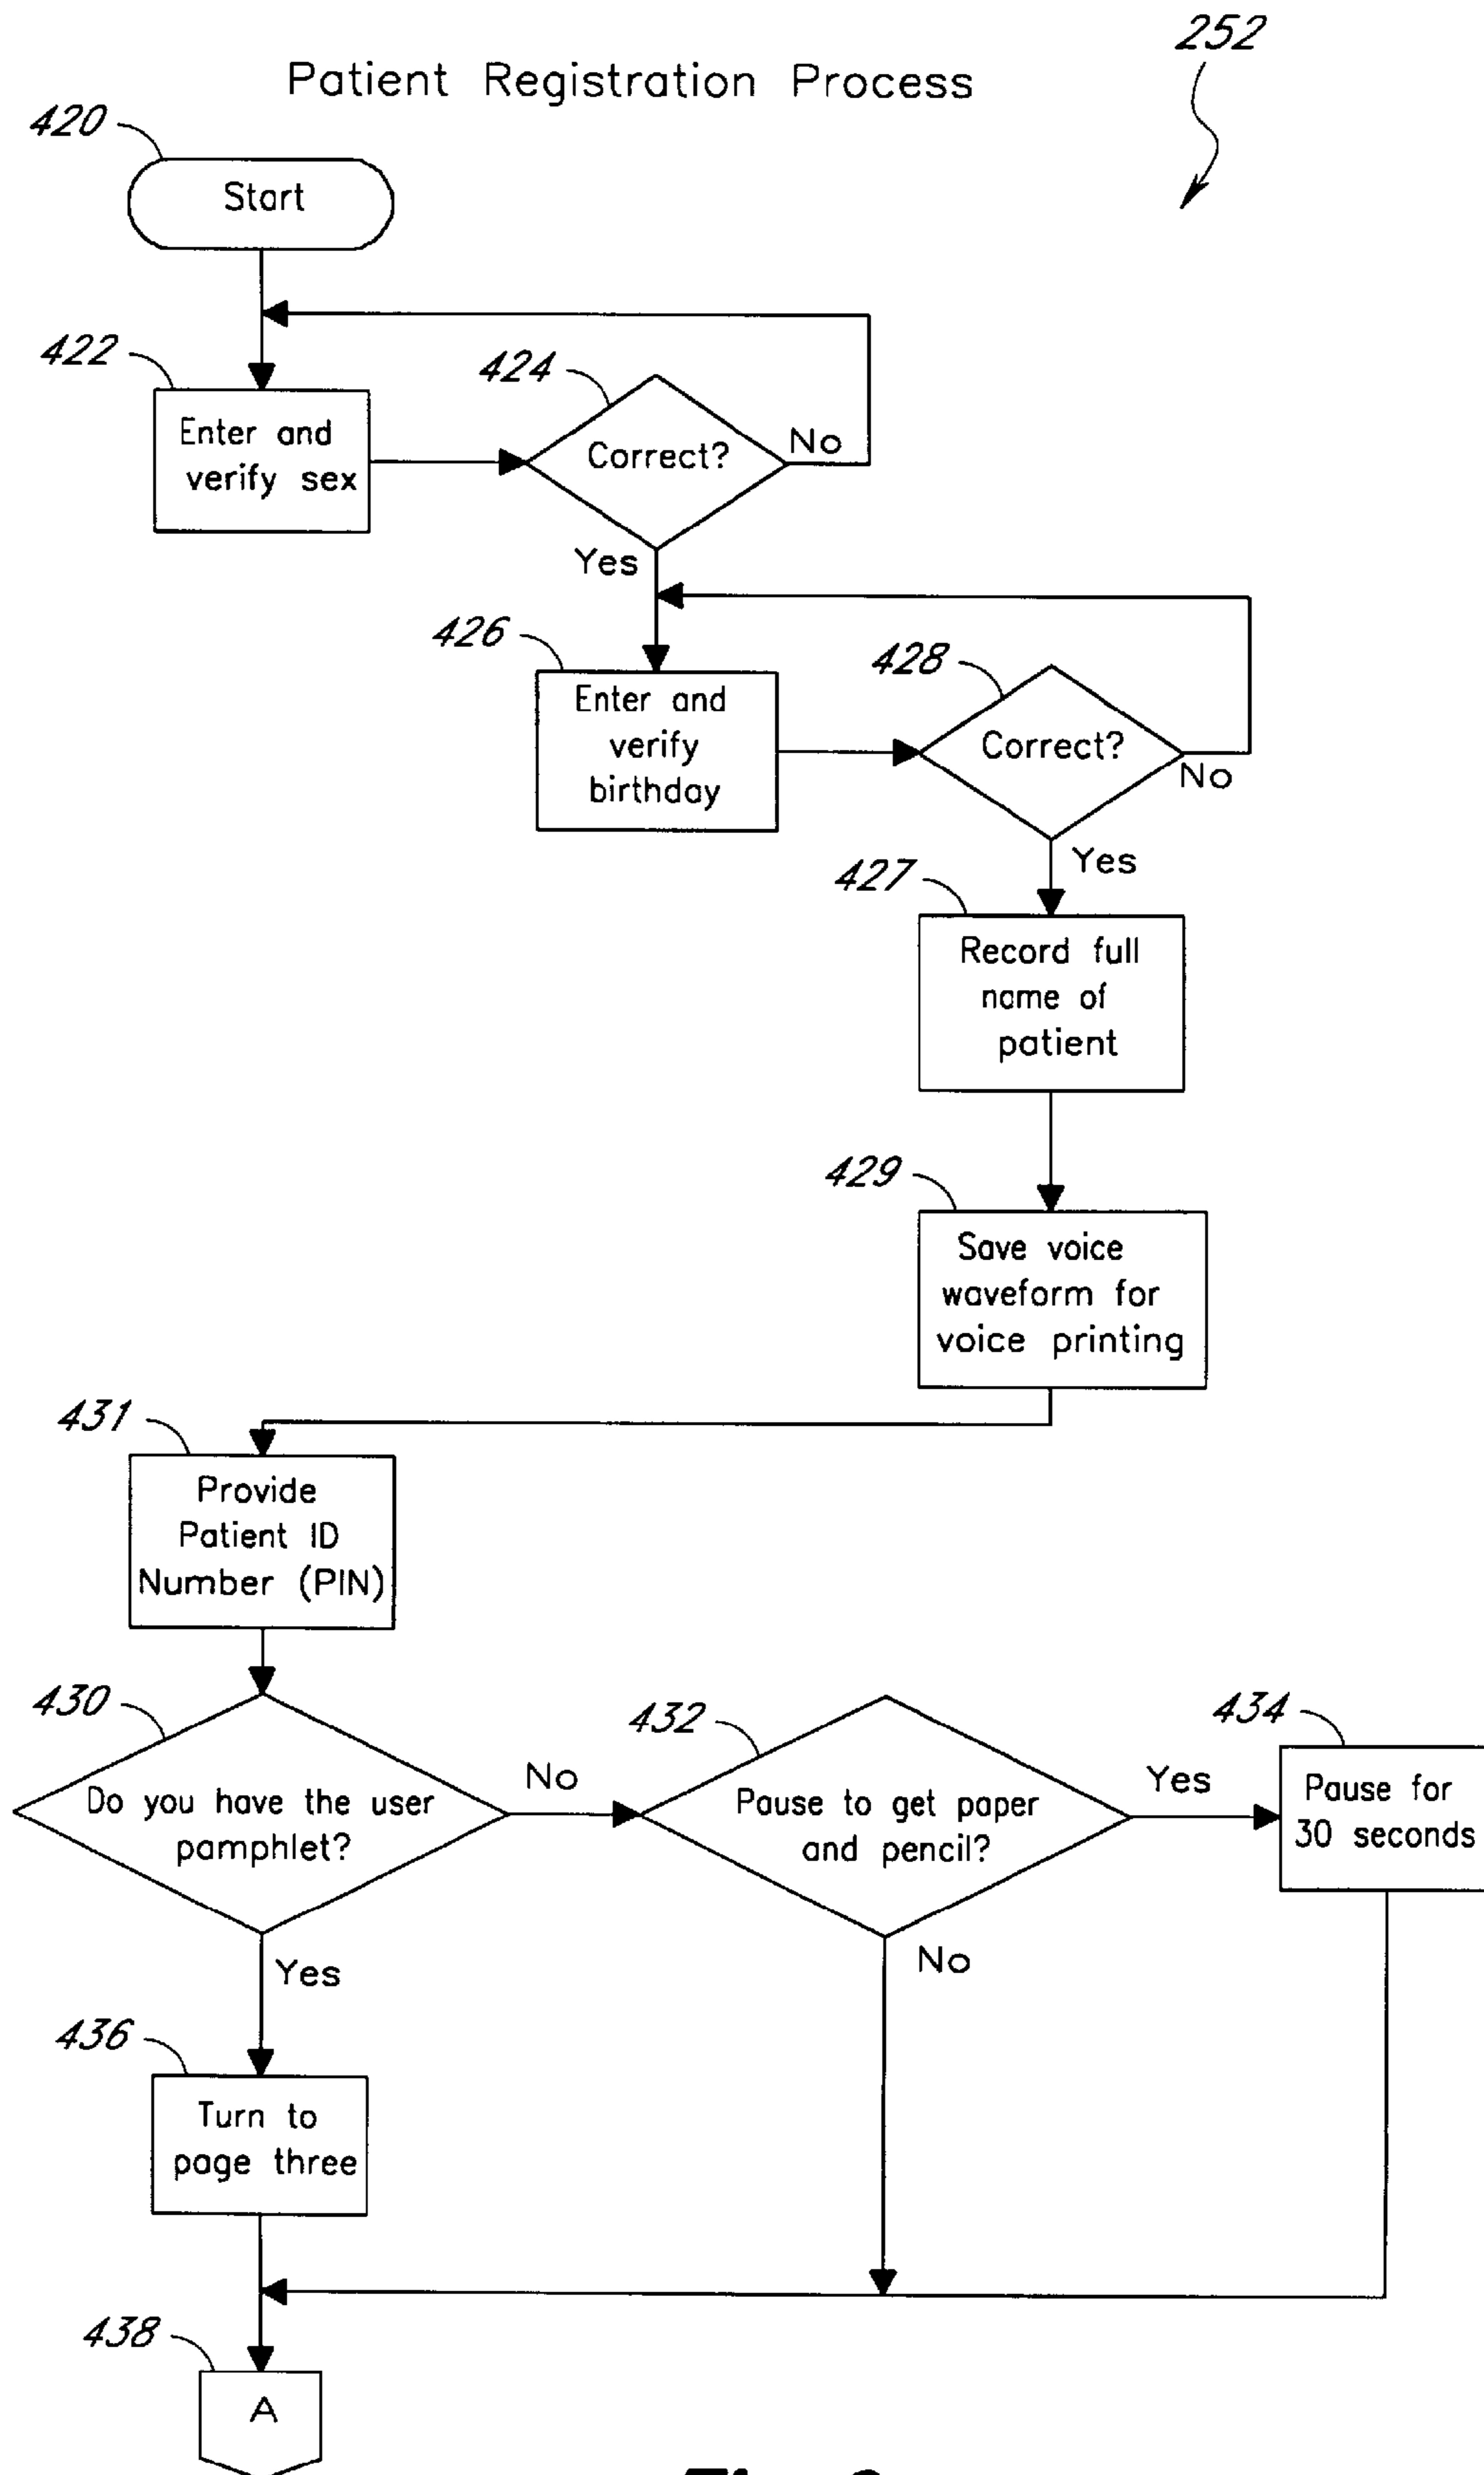 252
Patient Registration Process
420
Start
422
Enter and
verify sex
424
Correct?
No
Yes
426
Enter and
verify
birthday
428
Correct?
No
Yes
427
Record full
name of
patient
429
Save voice
waveform for
voice printing
431
Provide
Patient ID
Number (PIN)
430
Do you have the user
pamphlet?
No
432
Pause to get paper
and pencil?
Yes
434
Pause for
30 seconds
Yes
No
436
Turn to
page three
438
A